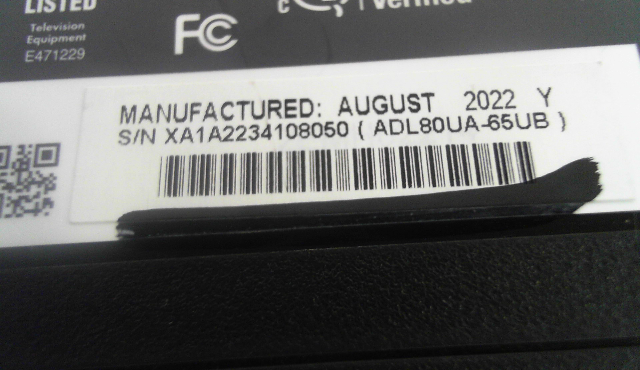 LISTED
Television
Equipment
E471229
FC
C
Verified
MANUFACTURED: AUGUST 2022 Y
S/N XA1A2234108050 ( ADL80UA-65UB )